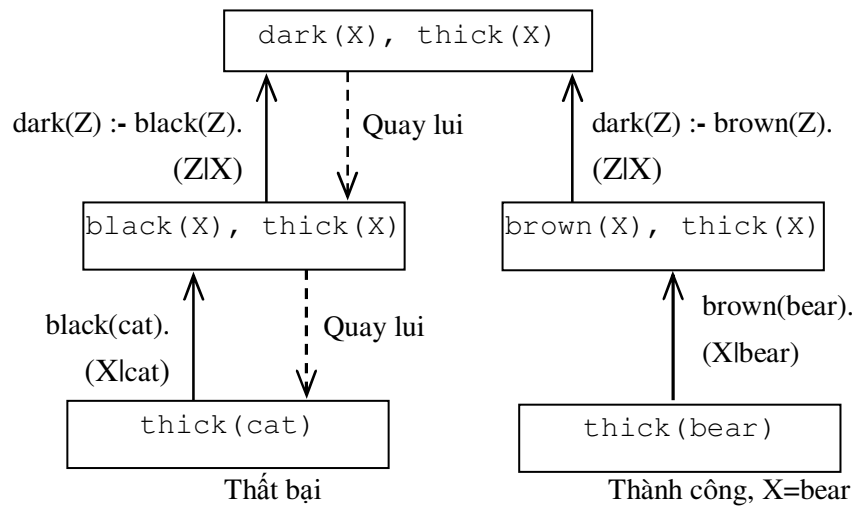 dark(X), thick(X)
dark(Z) :- black(Z).
(Z|X)
Quay lui
dark(Z) :- brown(Z).
(Z|X)
black(X), thick(X)
brown(X), thick(X)
black(cat).
(X|cat)
Quay lui
brown(bear).
(X|bear)
thick(cat)
thick(bear)
Thất bại
Thành công, X=bear